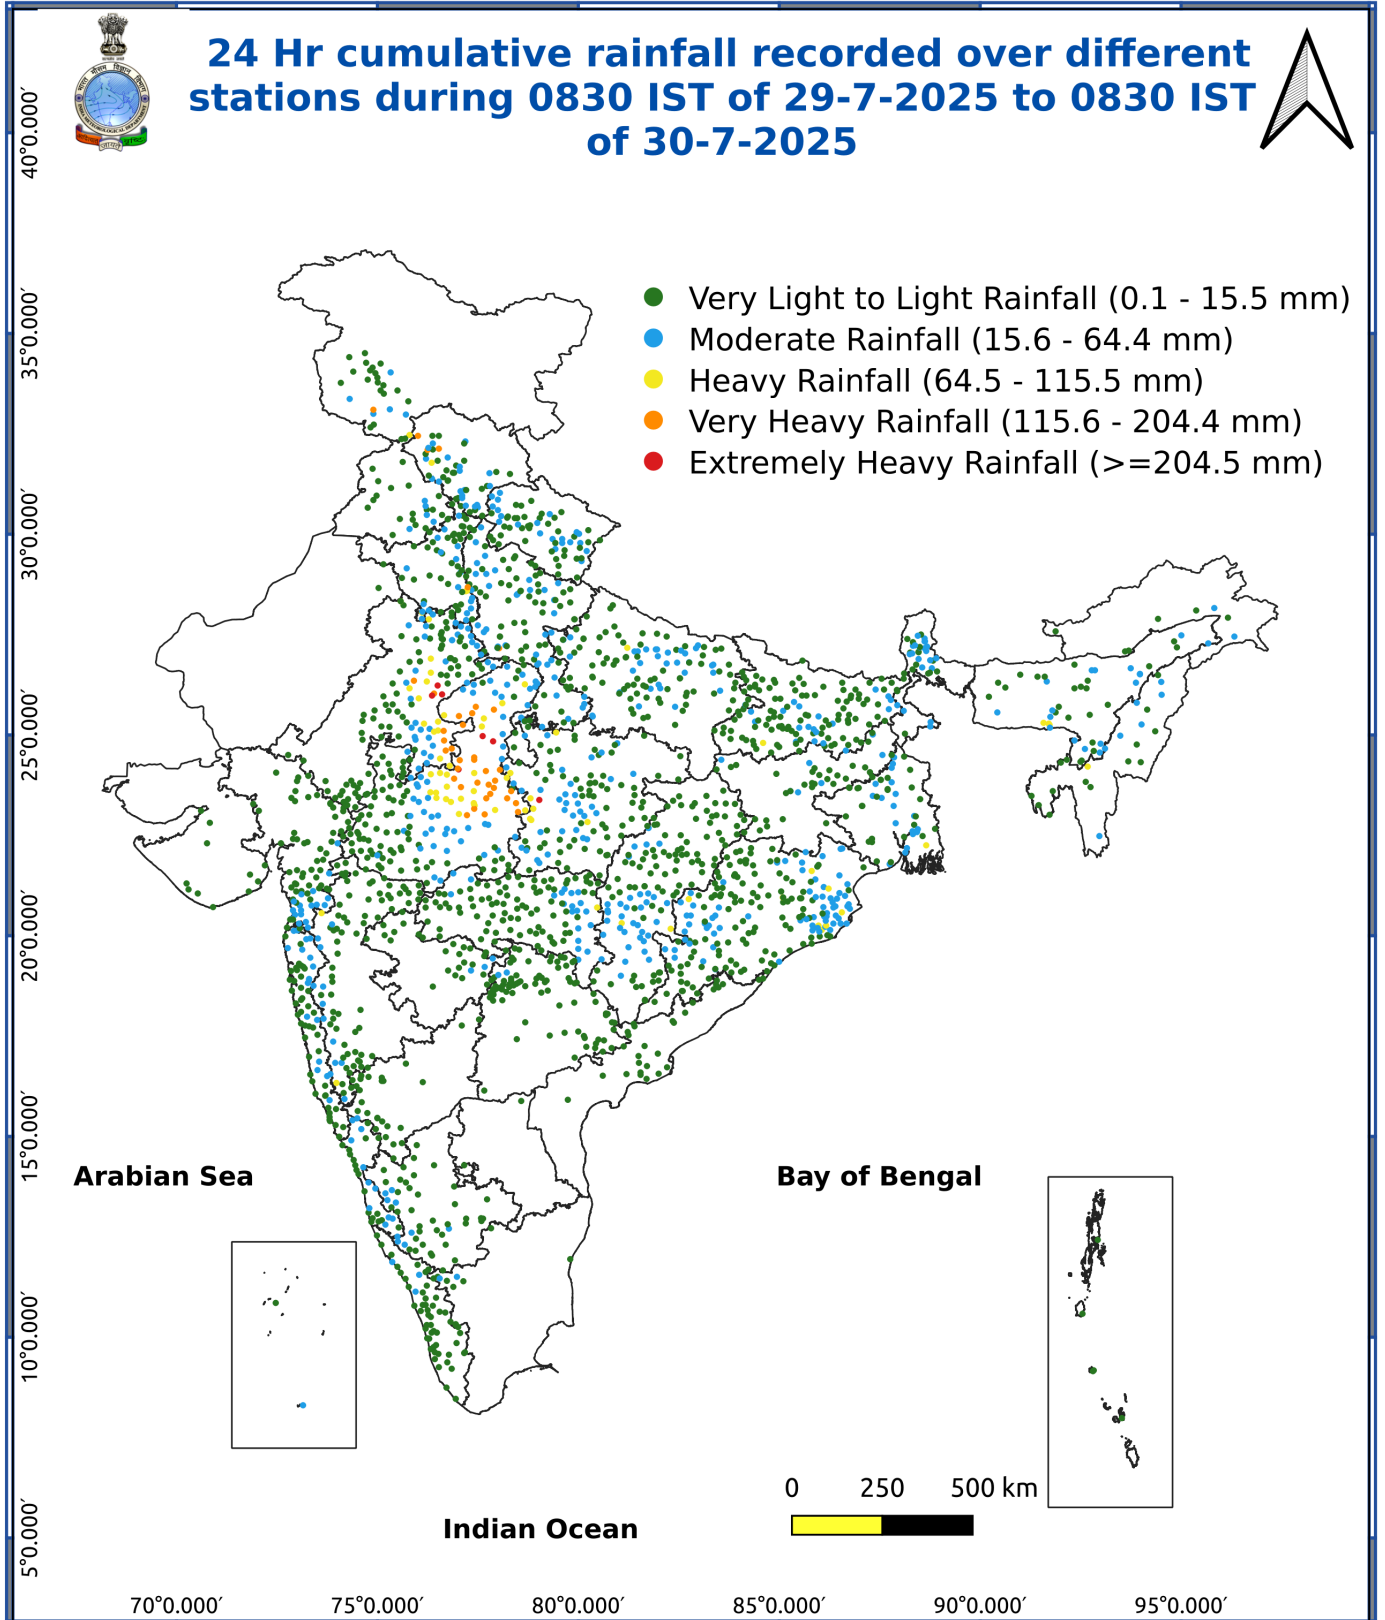 24 Hr cumulative rainfall recorded over different
stations during 0830 IST of 29-7-2025 to 0830 IST
of 30-7-2025
Very Light to Light Rainfall (0.1 - 15.5 mm)
Moderate Rainfall (15.6 - 64.4 mm)
Heavy Rainfall (64.5 - 115.5 mm)
Very Heavy Rainfall (115.6 - 204.4 mm)
Extremely Heavy Rainfall (>=204.5 mm)
40°0.000′
35°0.000′
30°0.000′
25°0.000′
20°0.000′
15°0.000′
10°0.000′
5°0.000′
Arabian Sea
Bay of Bengal
Indian Ocean
0 250 500 km
70°0.000′ 75°0.000′ 80°0.000′ 85°0.000′ 90°0.000′ 95°0.000′